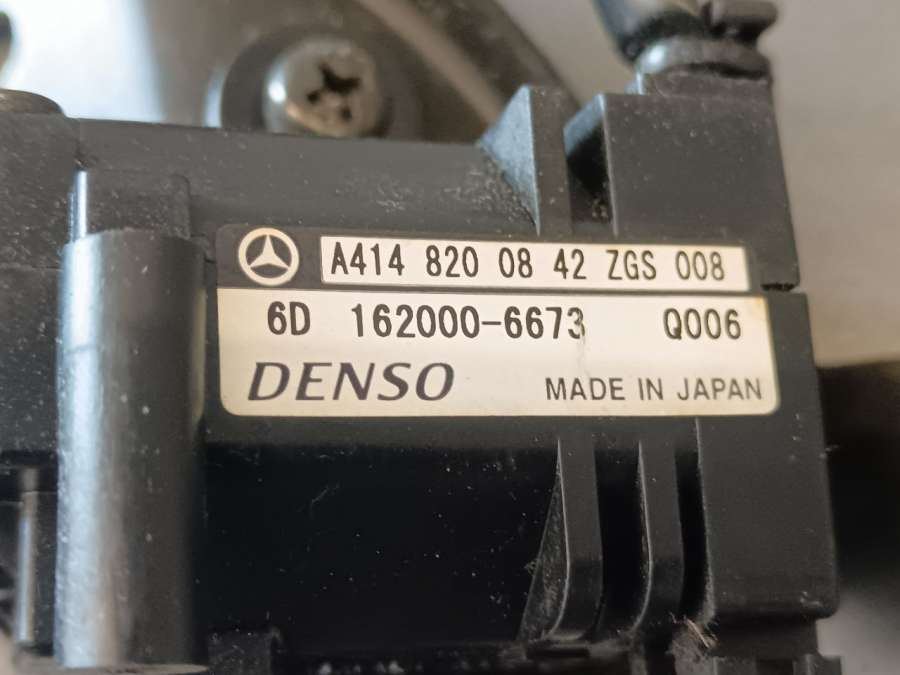 A414 820 08 42 ZGS 008
6D 162000-6673 Q006
DENSO MADE IN JAPAN